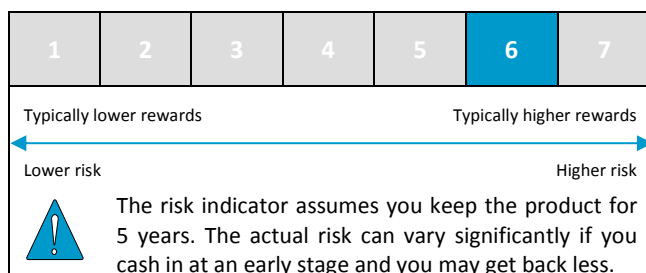 1 2 3 4 5 6 7
Typically lower rewards Typically higher rewards
Lower risk Higher risk
The risk indicator assumes you keep the product for
5 years. The actual risk can vary significantly if you
cash in at an early stage and you may get back less.